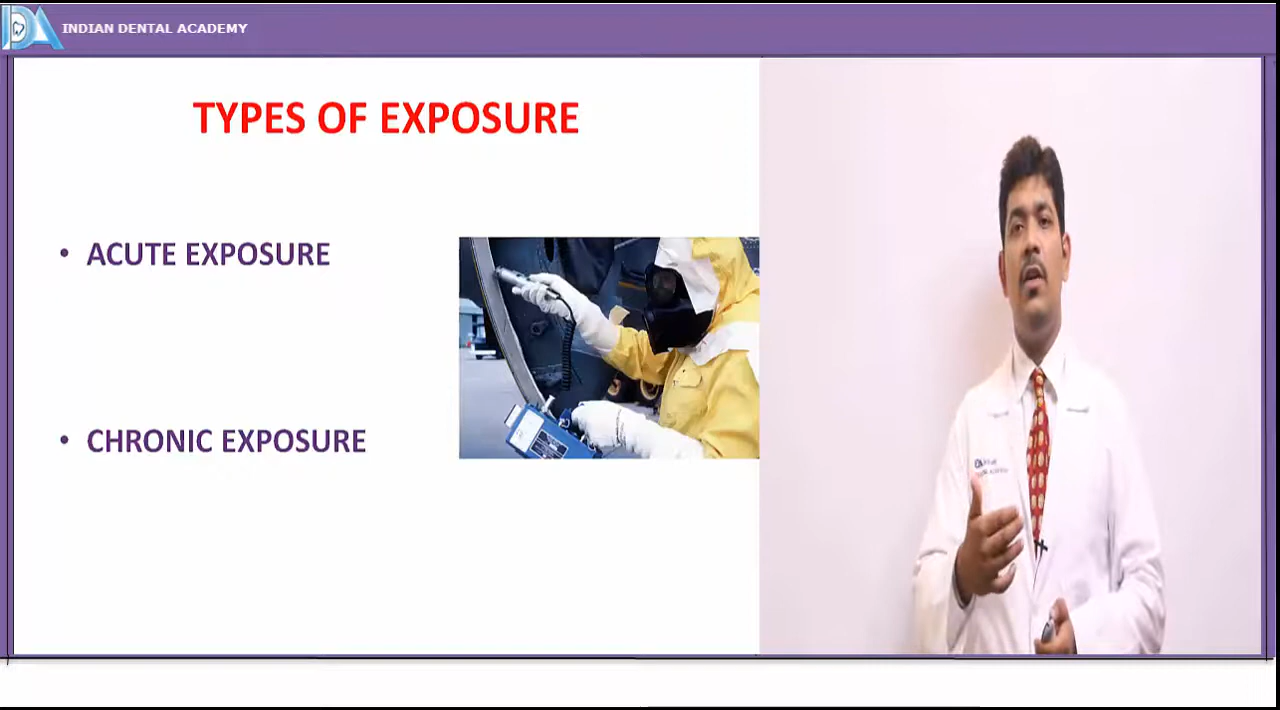 INDIAN DENTAL ACADEMY
TYPES OF EXPOSURE
• ACUTE EXPOSURE
• CHRONIC EXPOSURE